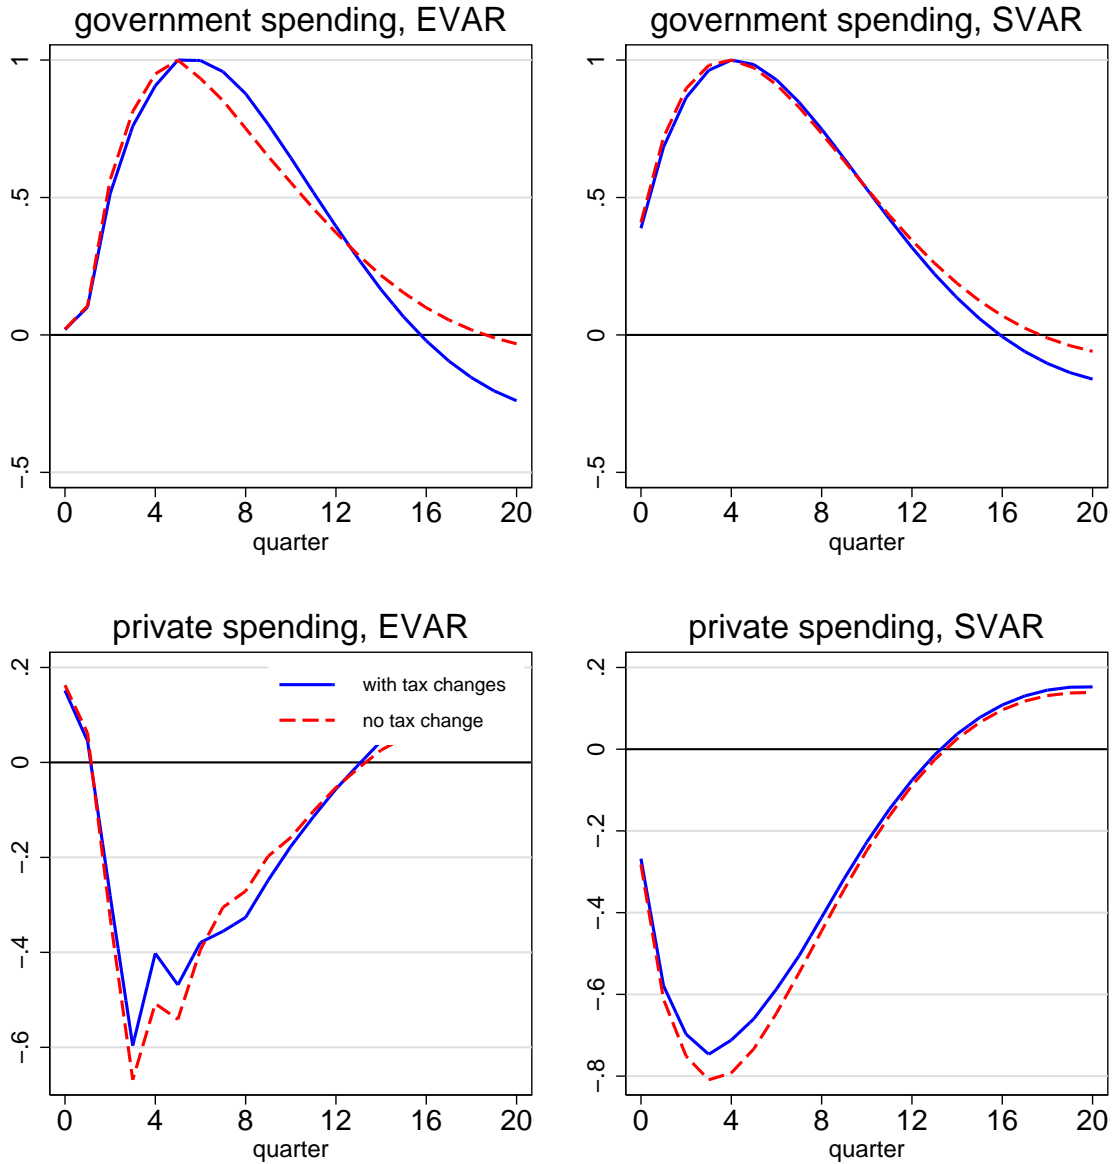 government spending, EVAR
1
.5
0
−.5
0 4 8 12 16 20
quarter
government spending, SVAR
1
.5
0
−.5
0 4 8 12 16 20
quarter
private spending, EVAR
.2
0
−.2
−.4
−.6
with tax changes
no tax change
0 4 8 12 16 20
quarter
private spending, SVAR
.2
0
−.2
−.4
−.6
−.8
0 4 8 12 16 20
quarter